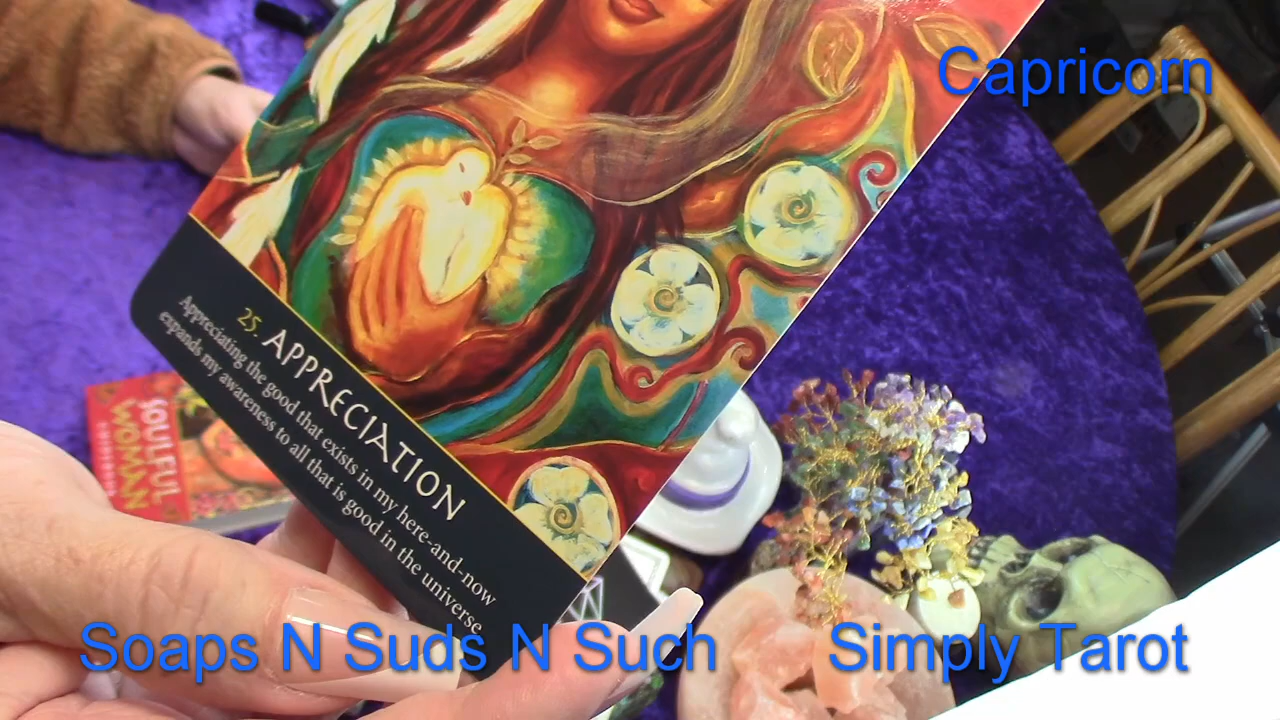 Capricorn
25. APPRECIATION
Appreciating the good that exists in my here-and-now
expands my awareness to all that is good in the universe
SOULFUL
WOMAN
Soaps N Suds N Such Simply Tarot